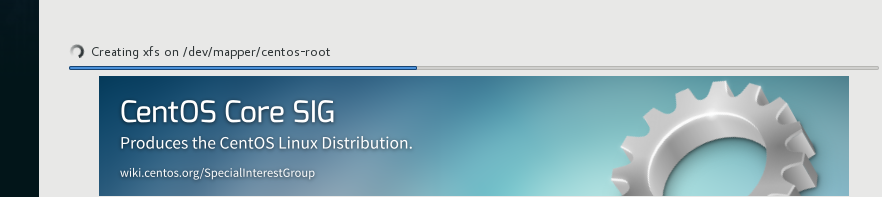 Creating xfs on /dev/mapper/centos-root
CentOS Core SIG
Produces the CentOS Linux Distribution.
wiki.centos.org/SpecialInterestGroup